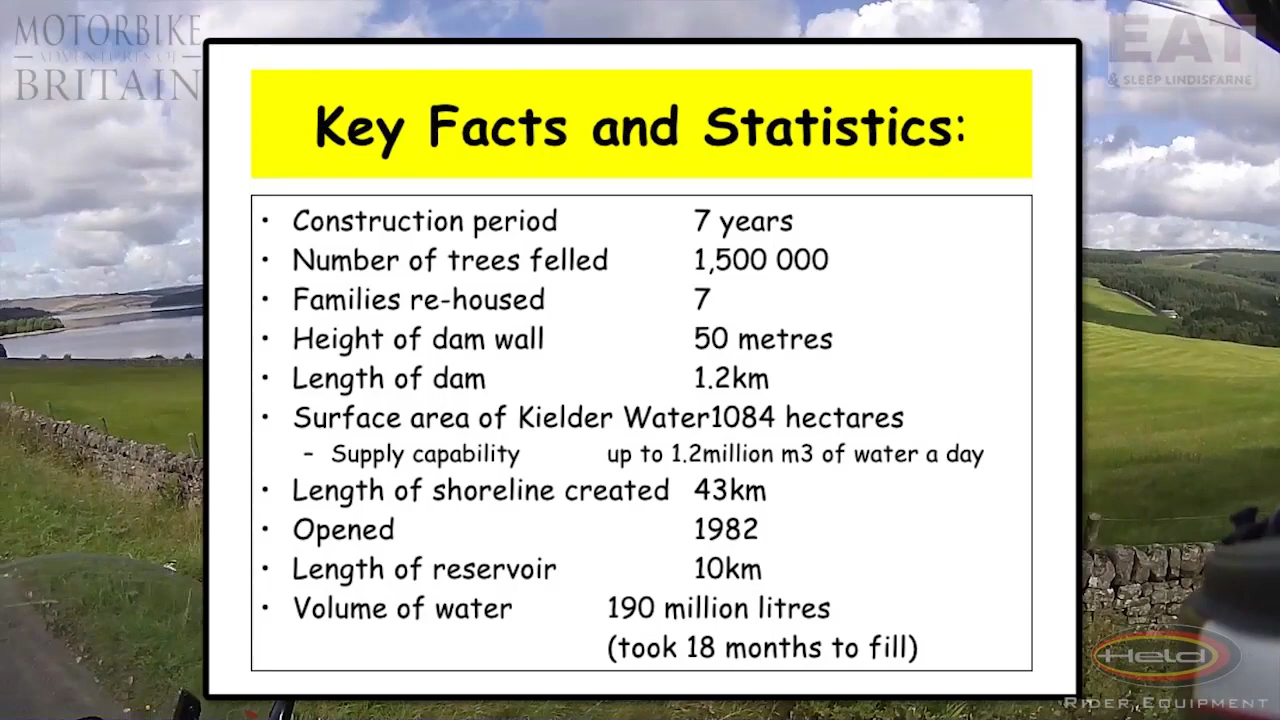 MOTORBIKE
ADVENTURES OF
BRITAIN
EAT
& SLEEP LINDISFARNE
Key Facts and Statistics:
• Construction period 7 years
• Number of trees felled 1,500 000
• Families re-housed 7
• Height of dam wall 50 metres
• Length of dam 1.2km
• Surface area of Kielder Water1084 hectares
– Supply capability up to 1.2million m3 of water a day
• Length of shoreline created 43km
• Opened 1982
• Length of reservoir 10km
• Volume of water 190 million litres
(took 18 months to fill)
Held
RIDER EQUIPMENT